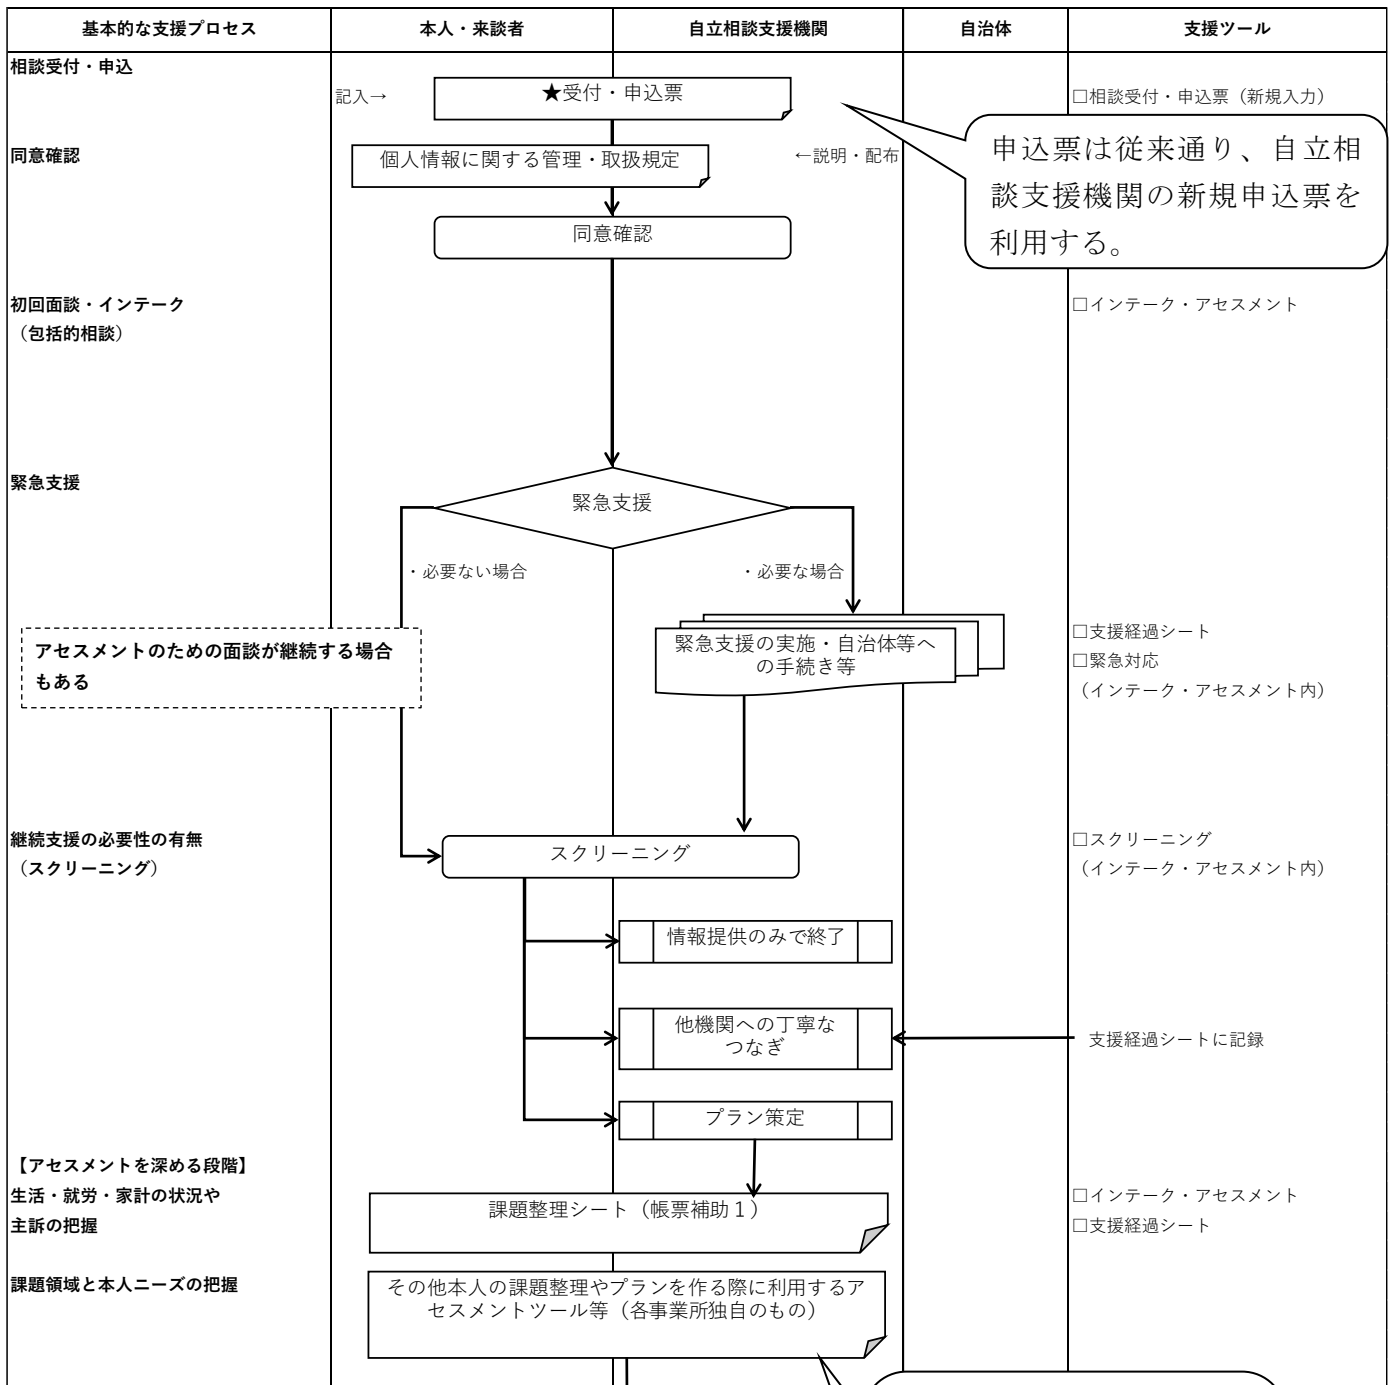 基本的な支援プロセス
本人・来談者
自立相談支援機関
自治体
支援ツール
相談受付・申込
記入→
★受付・申込票
□相談受付・申込票（新規入力）
申込票は従来通り、自立相
談支援機関の新規申込票を
利用する。
同意確認
個人情報に関する管理・取扱規定
←説明・配布
同意確認
初回面談・インテーク
（包括的相談）
□インテーク・アセスメント
緊急支援
緊急支援
・必要ない場合
・必要な場合
アセスメントのための面談が継続する場合
もある
緊急支援の実施・自治体等へ
の手続き等
□支援経過シート
□緊急対応
（インテーク・アセスメント内）
継続支援の必要性の有無
（スクリーニング）
スクリーニング
□スクリーニング
（インテーク・アセスメント内）
情報提供のみで終了
他機関への丁寧な
つなぎ
支援経過シートに記録
プラン策定
【アセスメントを深める段階】
生活・就労・家計の状況や
主訴の把握
課題整理シート（帳票補助１）
□インテーク・アセスメント
□支援経過シート
課題領域と本人ニーズの把握
その他本人の課題整理やプランを作る際に利用するア
セスメントツール等（各事業所独自のもの）